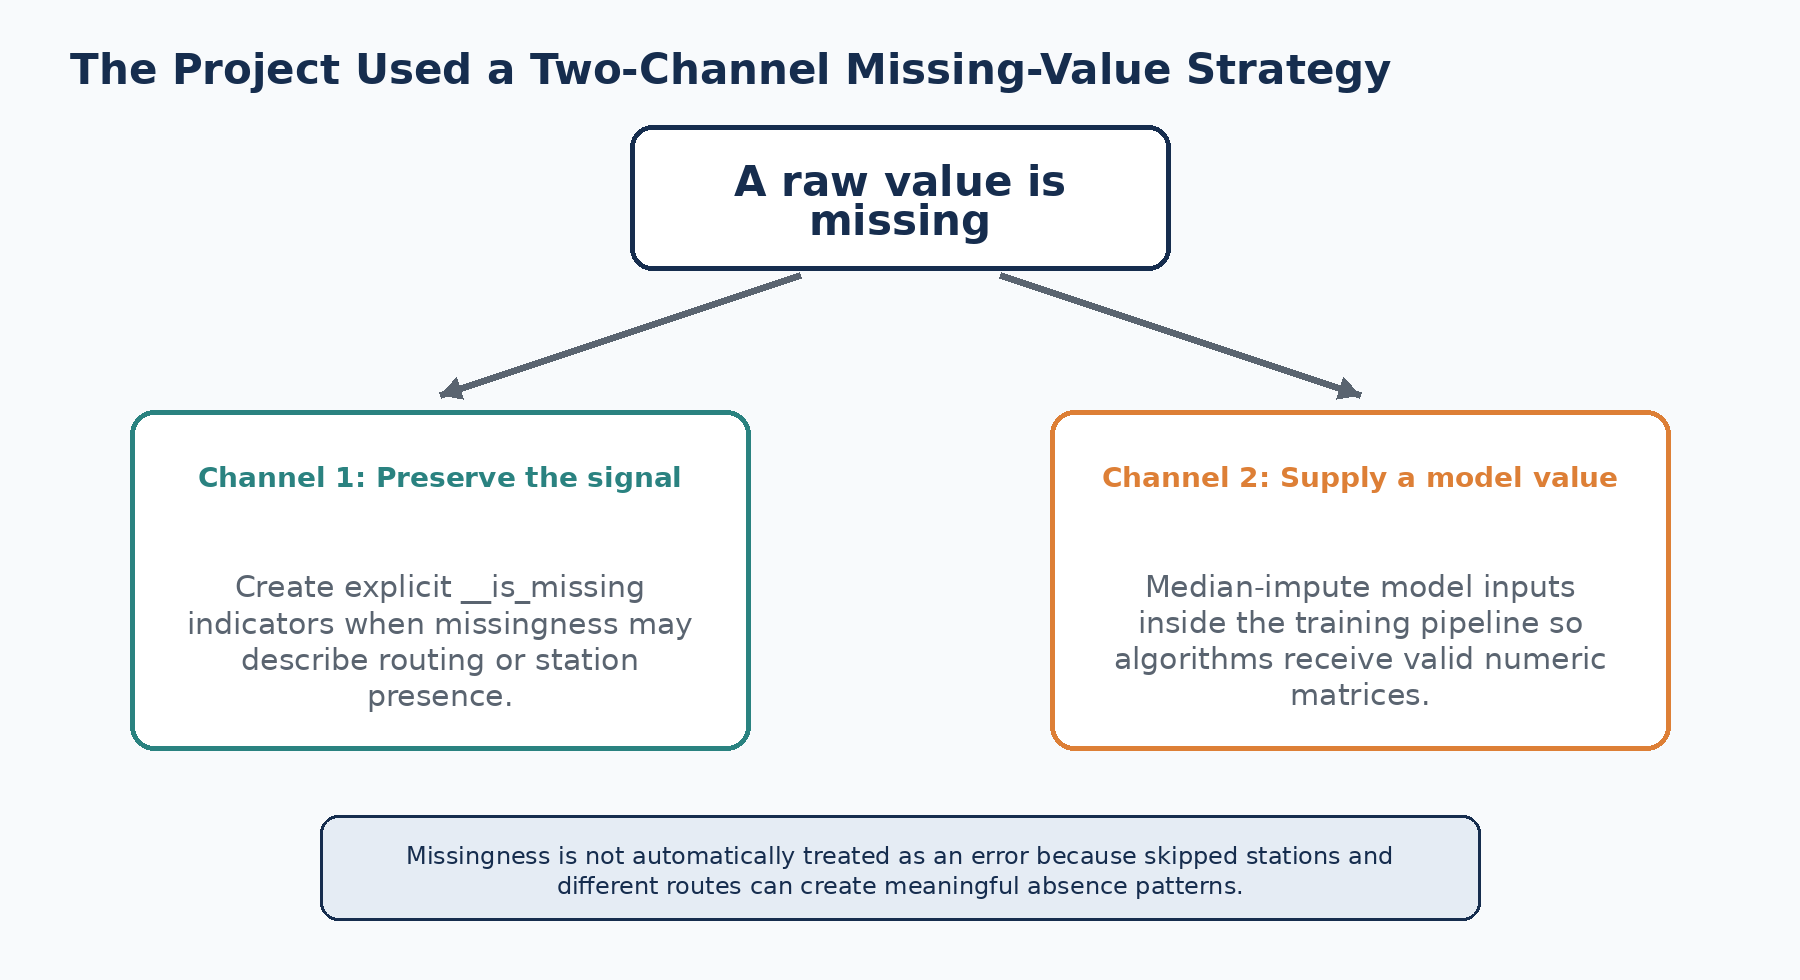 The Project Used a Two-Channel Missing-Value Strategy
A raw value is
missing
Channel 1: Preserve the signal
Create explicit __is_missing
indicators when missingness may
describe routing or station
presence.
Channel 2: Supply a model value
Median-impute model inputs
inside the training pipeline so
algorithms receive valid numeric
matrices.
Missingness is not automatically treated as an error because skipped stations and
different routes can create meaningful absence patterns.